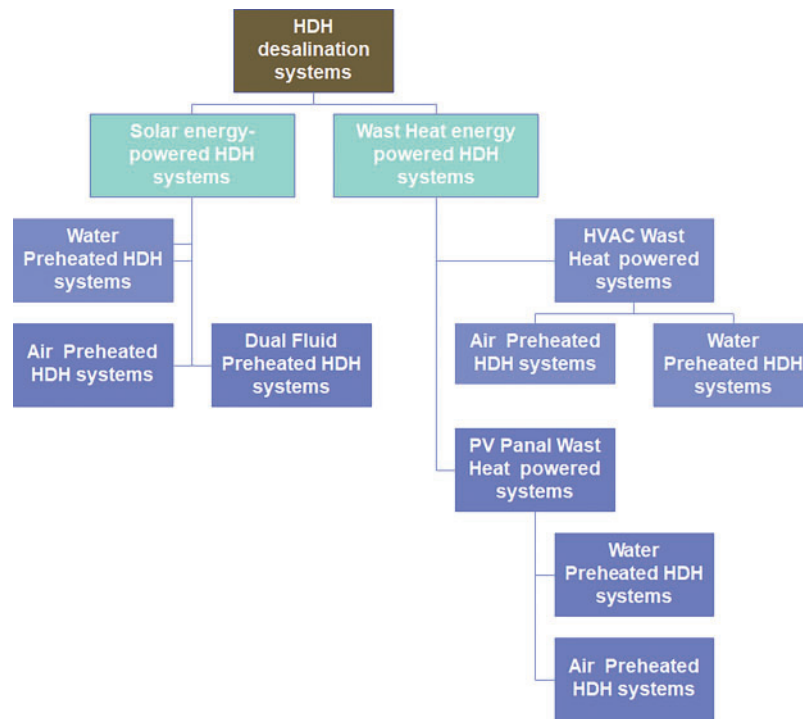 HDH
desalination
systems
Solar energy-
powered HDH
systems
Wast Heat energy
powered HDH
systems
Water
Preheated HDH
systems
HVAC Wast
Heat powered
systems
Air Preheated
HDH systems
Dual Fluid
Preheated HDH
systems
Air Preheated
HDH systems
Water
Preheated HDH
systems
PV Panal Wast
Heat powered
systems
Water
Preheated HDH
systems
Air Preheated
HDH systems